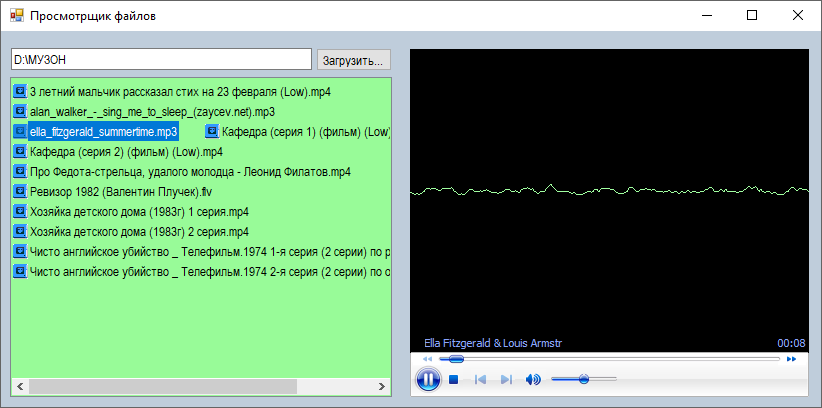 Просмотрщик файлов
D:\МУЗОН
Загрузить...
3 летний мальчик рассказал стих на 23 февраля (Low).mp4
alan_walker_-_sing_me_to_sleep_(zaycev.net).mp3
ella_fitzgerald_summertime.mp3 Кафедра (серия 1) (фильм) (Low)
Кафедра (серия 2) (фильм) (Low).mp4
Про Федота-стрельца, удалого молодца - Леонид Филатов.mp4
Ревизор 1982 (Валентин Плучек).flv
Хозяйка детского дома (1983г) 1 серия.mp4
Хозяйка детского дома (1983г) 2 серия.mp4
Чисто английское убийство _ Телефильм.1974 1-я серия (2 серии) по р
Чисто английское убийство _ Телефильм.1974 2-я серия (2 серии) по о
Ella Fitzgerald & Louis Armstr
00:08